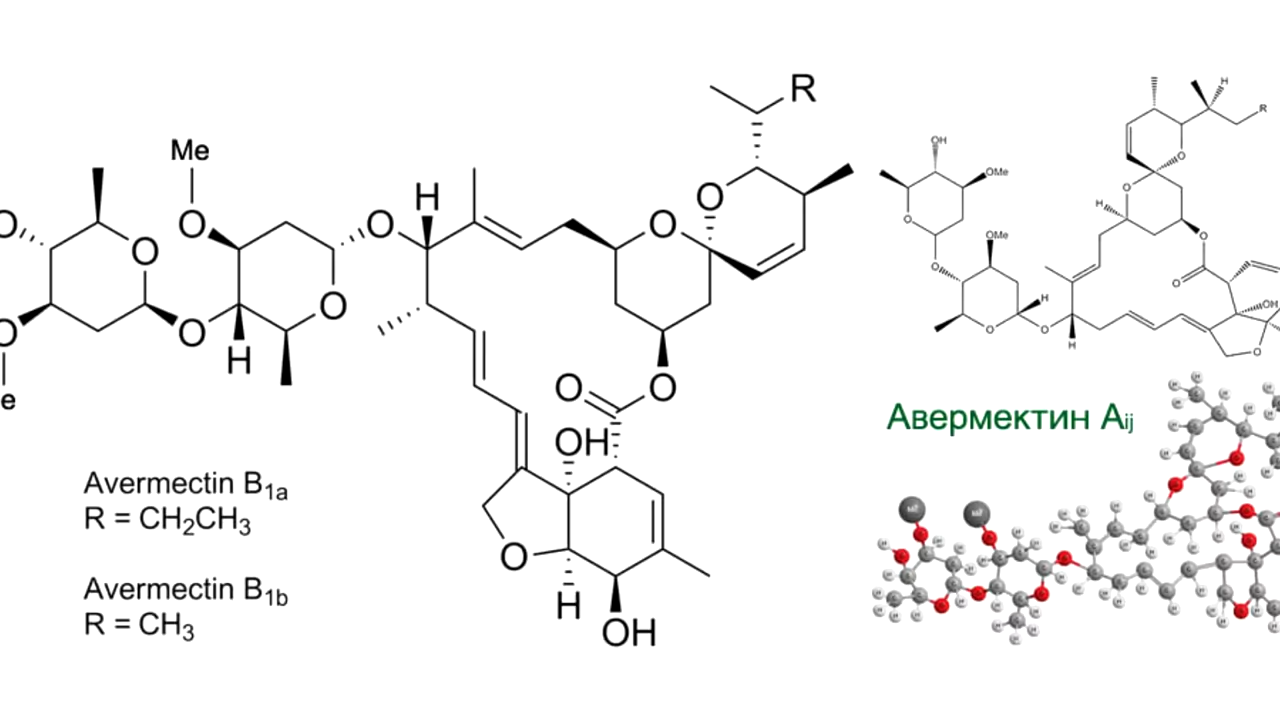 Me
O
O
O
O
O
O
O
e
H
H
O
O
O
R
O
O
OH
O
H
OH
Avermectin B₁ₐ
R = CH₂CH₃
Avermectin B₁b
R = CH₃
OH
OMe
O
OMe
O
O
H
O
H
H
R
O
O
H
O
O
OH
O
Авермектин Aij